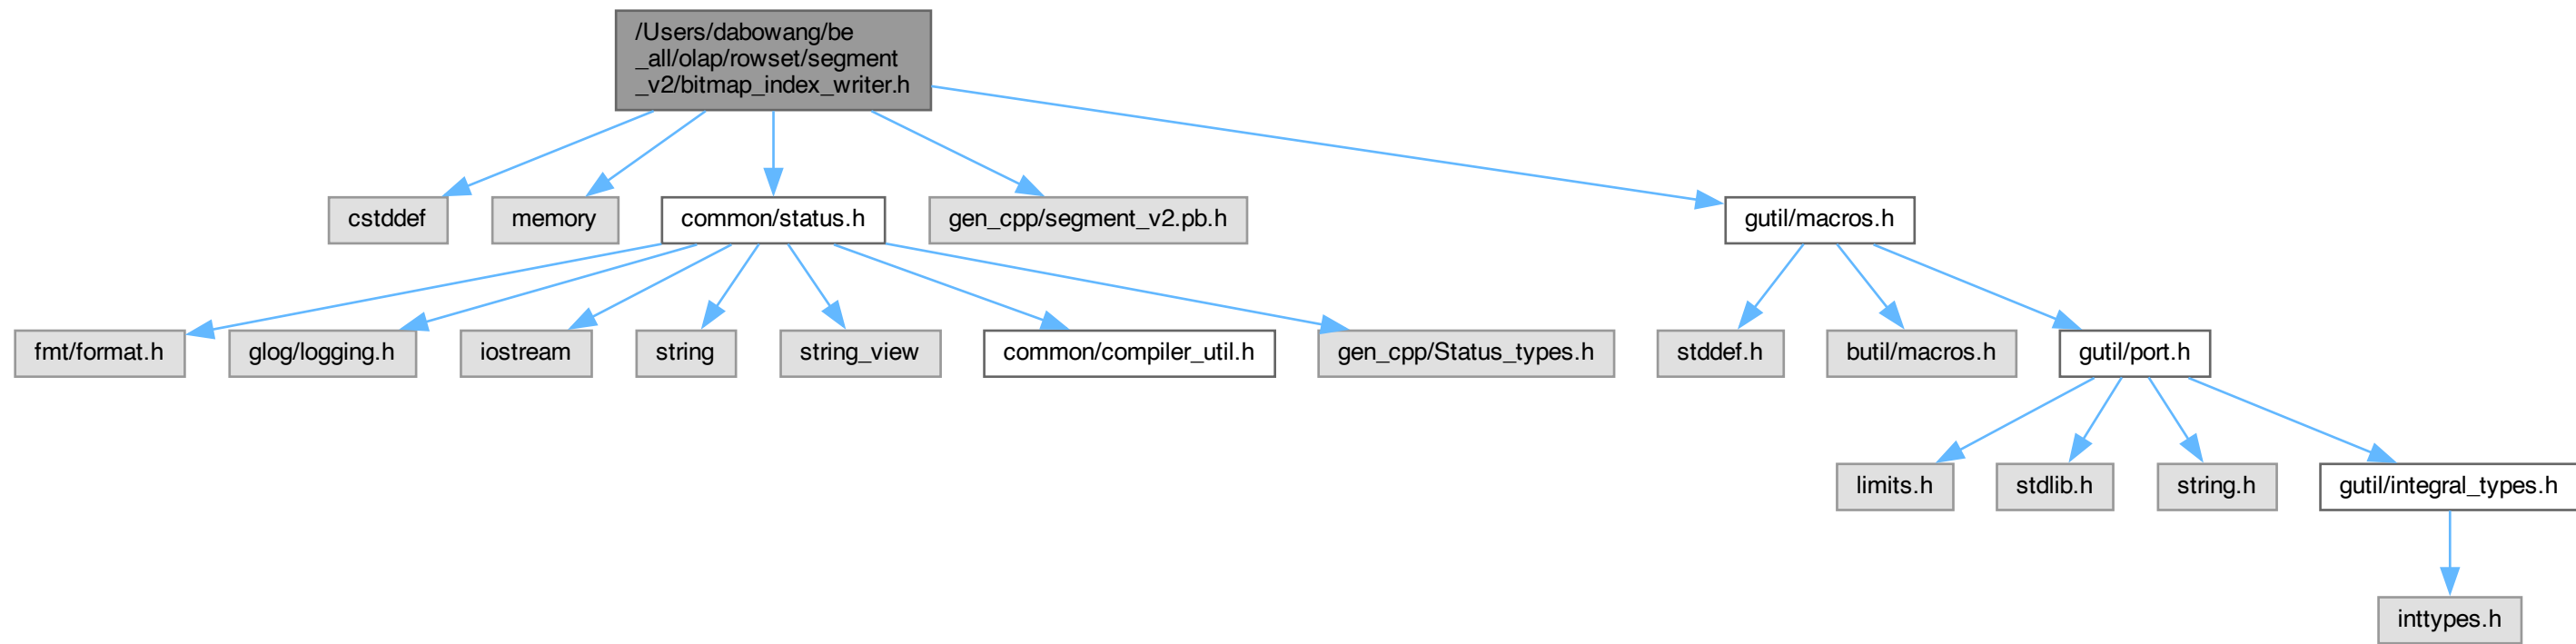 /Users/dabowang/be
_all/olap/rowset/segment
_v2/bitmap_index_writer.h
cstddef
memory
common/status.h
gen_cpp/segment_v2.pb.h
gutil/macros.h
fmt/format.h
glog/logging.h
iostream
string
string_view
common/compiler_util.h
gen_cpp/Status_types.h
stddef.h
butil/macros.h
gutil/port.h
limits.h
stdlib.h
string.h
gutil/integral_types.h
inttypes.h